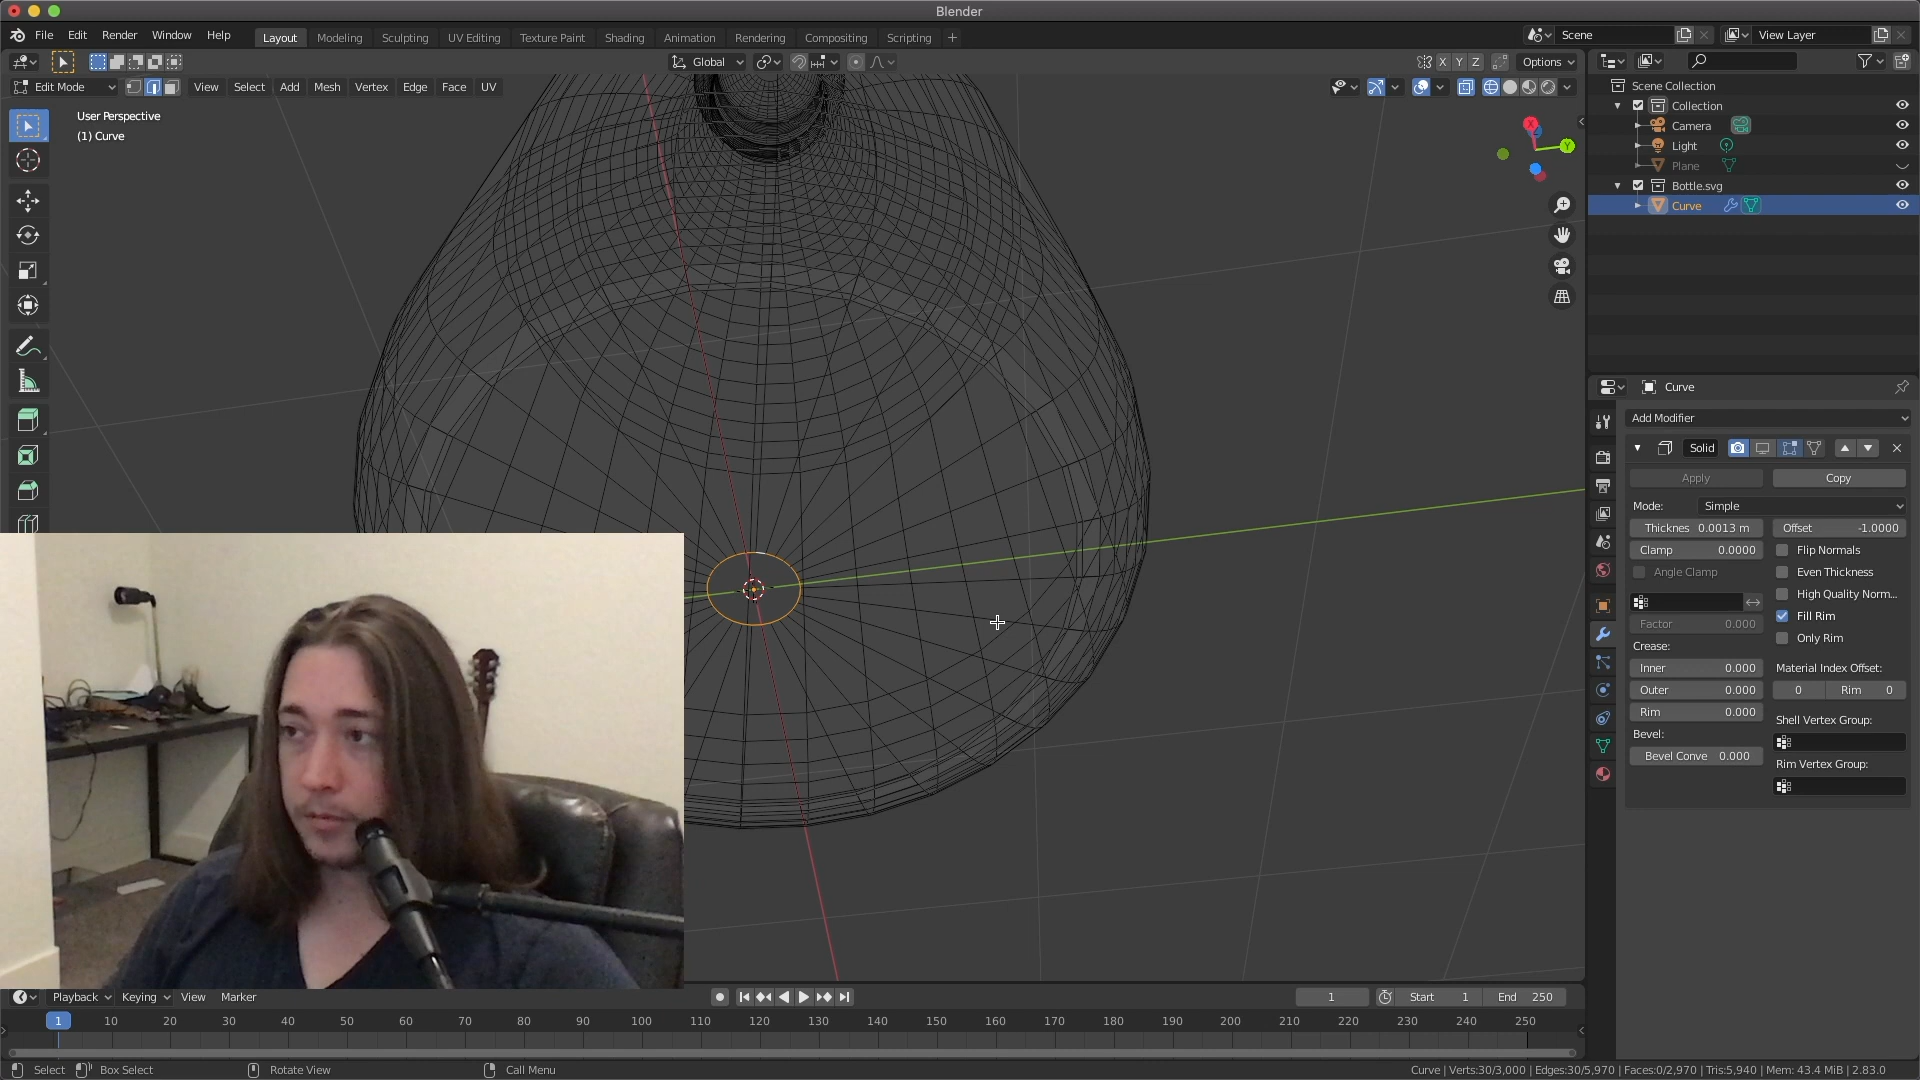 Blender
File Edit Render Window Help Layout Modeling Sculpting UV Editing Texture Paint Shading Animation Rendering Compositing Scripting + Scene View Layer
Global X Y Z Options
Edit Mode View Select Add Mesh Vertex Edge Face UV
User Perspective
(1) Curve
X
Y
Scene Collection
Collection
Camera
Light
Plane
Bottle.svg
Curve
Curve
Add Modifier
Solid
Apply Copy
Mode: Simple
Thicknes 0.0013 m Offset -1.0000
Clamp 0.0000 Flip Normals
Angle Clamp Even Thickness
High Quality Norm...
Factor 0.000 Fill Rim
Crease: Only Rim
Inner 0.000 Material Index Offset:
Outer 0.000 0 Rim 0
Rim 0.000 Shell Vertex Group:
Bevel:
Bevel Conve 0.000 Rim Vertex Group:
Playback Keying View Marker 1 Start 1 End 250
1 10 20 30 40 50 60 70 80 90 100 110 120 130 140 150 160 170 180 190 200 210 220 230 240 250
Select Box Select Rotate View Call Menu Curve | Verts:30/3,000 | Edges:30/5,970 | Faces:0/2,970 | Tris:5,940 | Mem: 43.4 MiB | 2.83.0